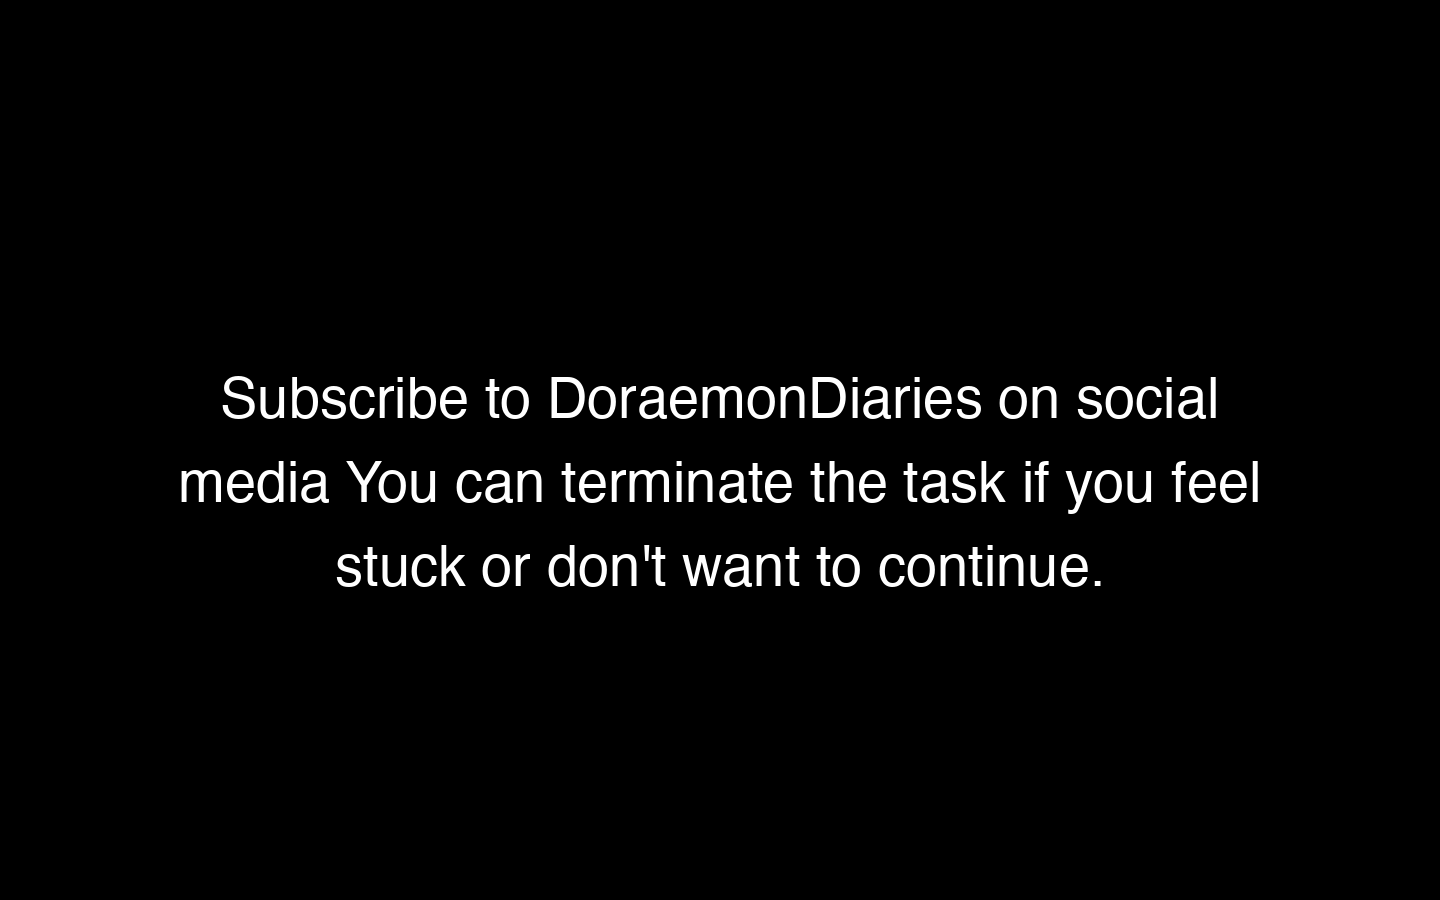 Subscribe to DoraemonDiaries on social
media You can terminate the task if you feel
stuck or don't want to continue.